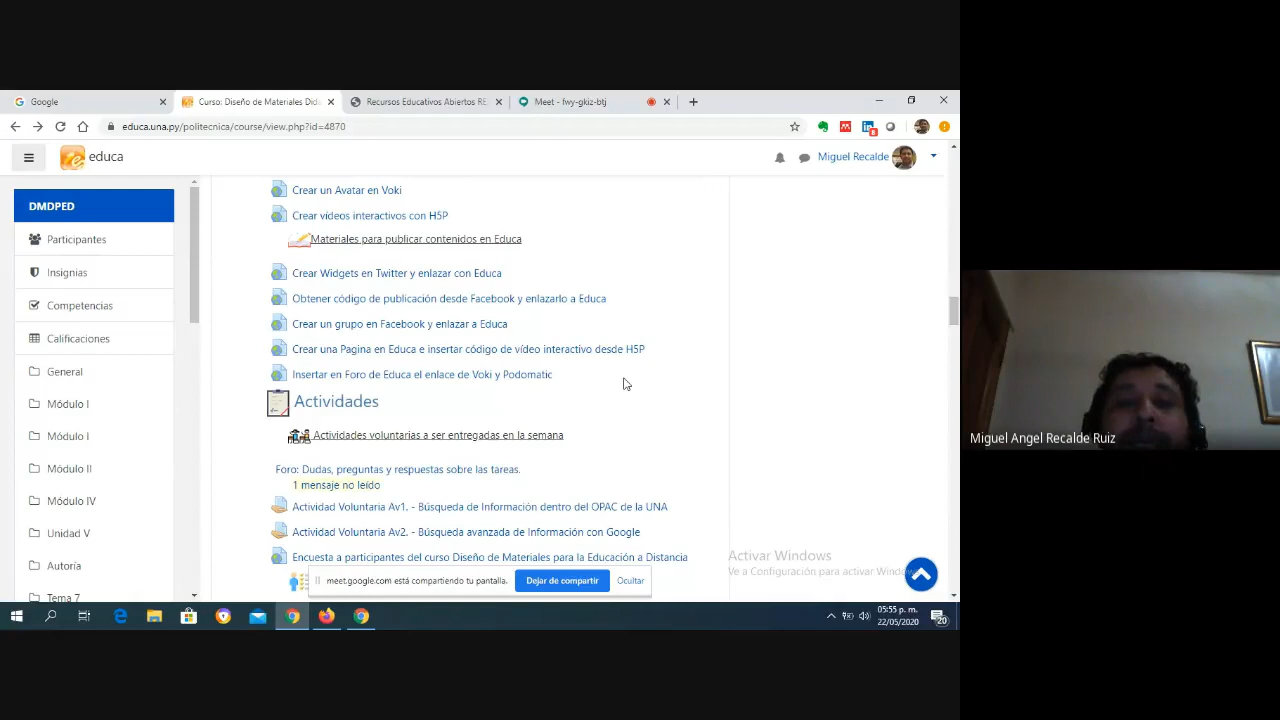 Google
Curso: Diseño de Materiales Did
Recursos Educativos Abiertos RE
Meet - fwy-gkiz-btj
educa.una.py/politecnica/course/view.php?id=4870
8
educa
Miguel Recalde
DMDPED
Participantes
Insignias
Competencias
Calificaciones
General
Módulo I
Módulo I
Módulo II
Módulo IV
Unidad V
Autoría
Tema 7
Crear un Avatar en Voki
Crear vídeos interactivos con H5P
Materiales para publicar contenidos en Educa
Crear Widgets en Twitter y enlazar con Educa
Obtener código de publicación desde Facebook y enlazarlo a Educa
Crear un grupo en Facebook y enlazar a Educa
Crear una Pagina en Educa e insertar código de vídeo interactivo desde H5P
Insertar en Foro de Educa el enlace de Voki y Podomatic
Actividades
Actividades voluntarias a ser entregadas en la semana
Foro: Dudas, preguntas y respuestas sobre las tareas.
1 mensaje no leído
Actividad Voluntaria Av1. - Búsqueda de Información dentro del OPAC de la UNA
Actividad Voluntaria Av2. - Búsqueda avanzada de Información con Google
Encuesta a participantes del curso Diseño de Materiales para la Educación a Distancia
Activar Windows
Ve a Configuración para activar Windows
meet.google.com está compartiendo tu pantalla.
Dejar de compartir
Ocultar
05:55 p. m.
22/05/2020
20
Miguel Angel Recalde Ruiz